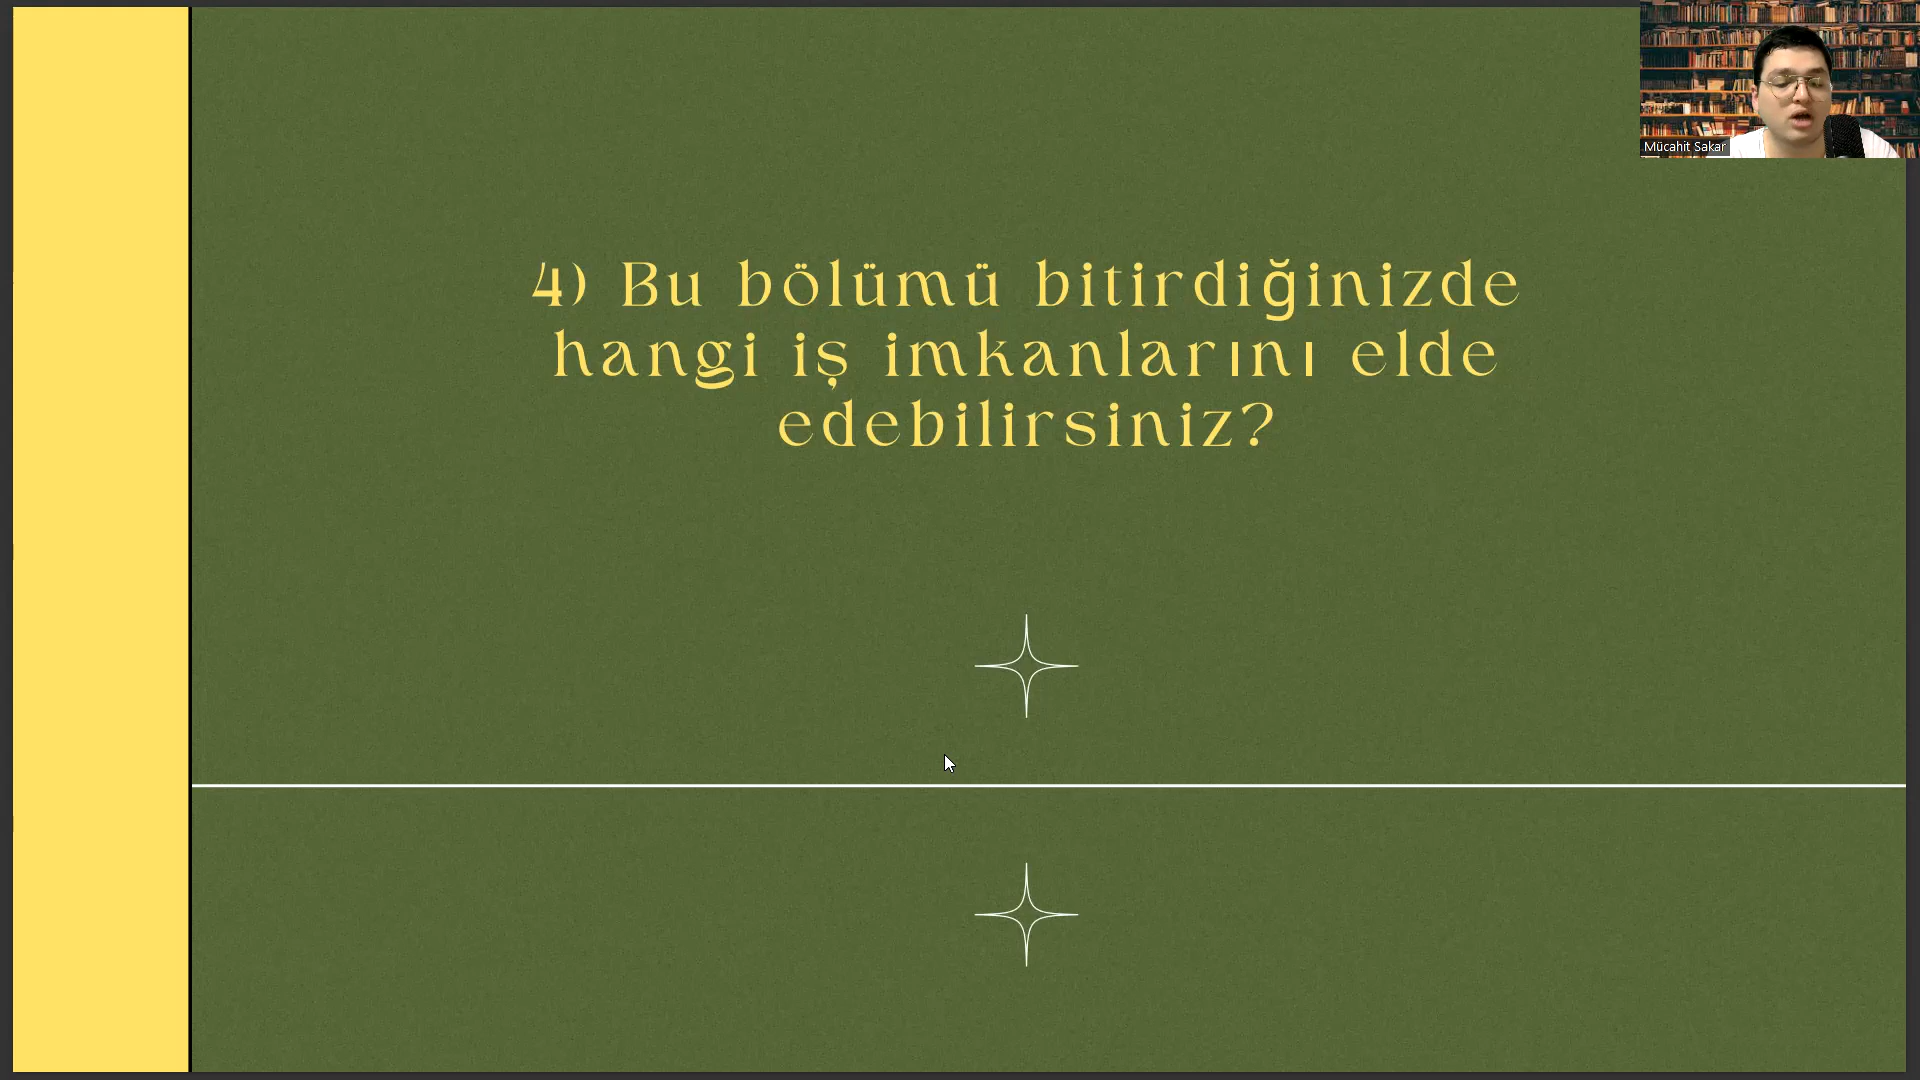 Mücahit Sakar
4) Bu bölümü bitirdiğinizde
hangi iş imkanlarını elde
edebilirsiniz?